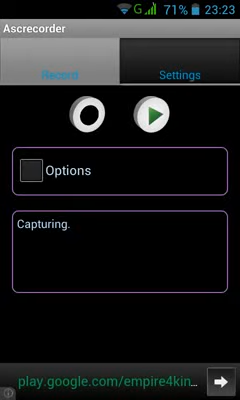 G 71% 23:23
Ascrecorder
Record Settings
Options
Capturing.
play.google.com/empire4kin...